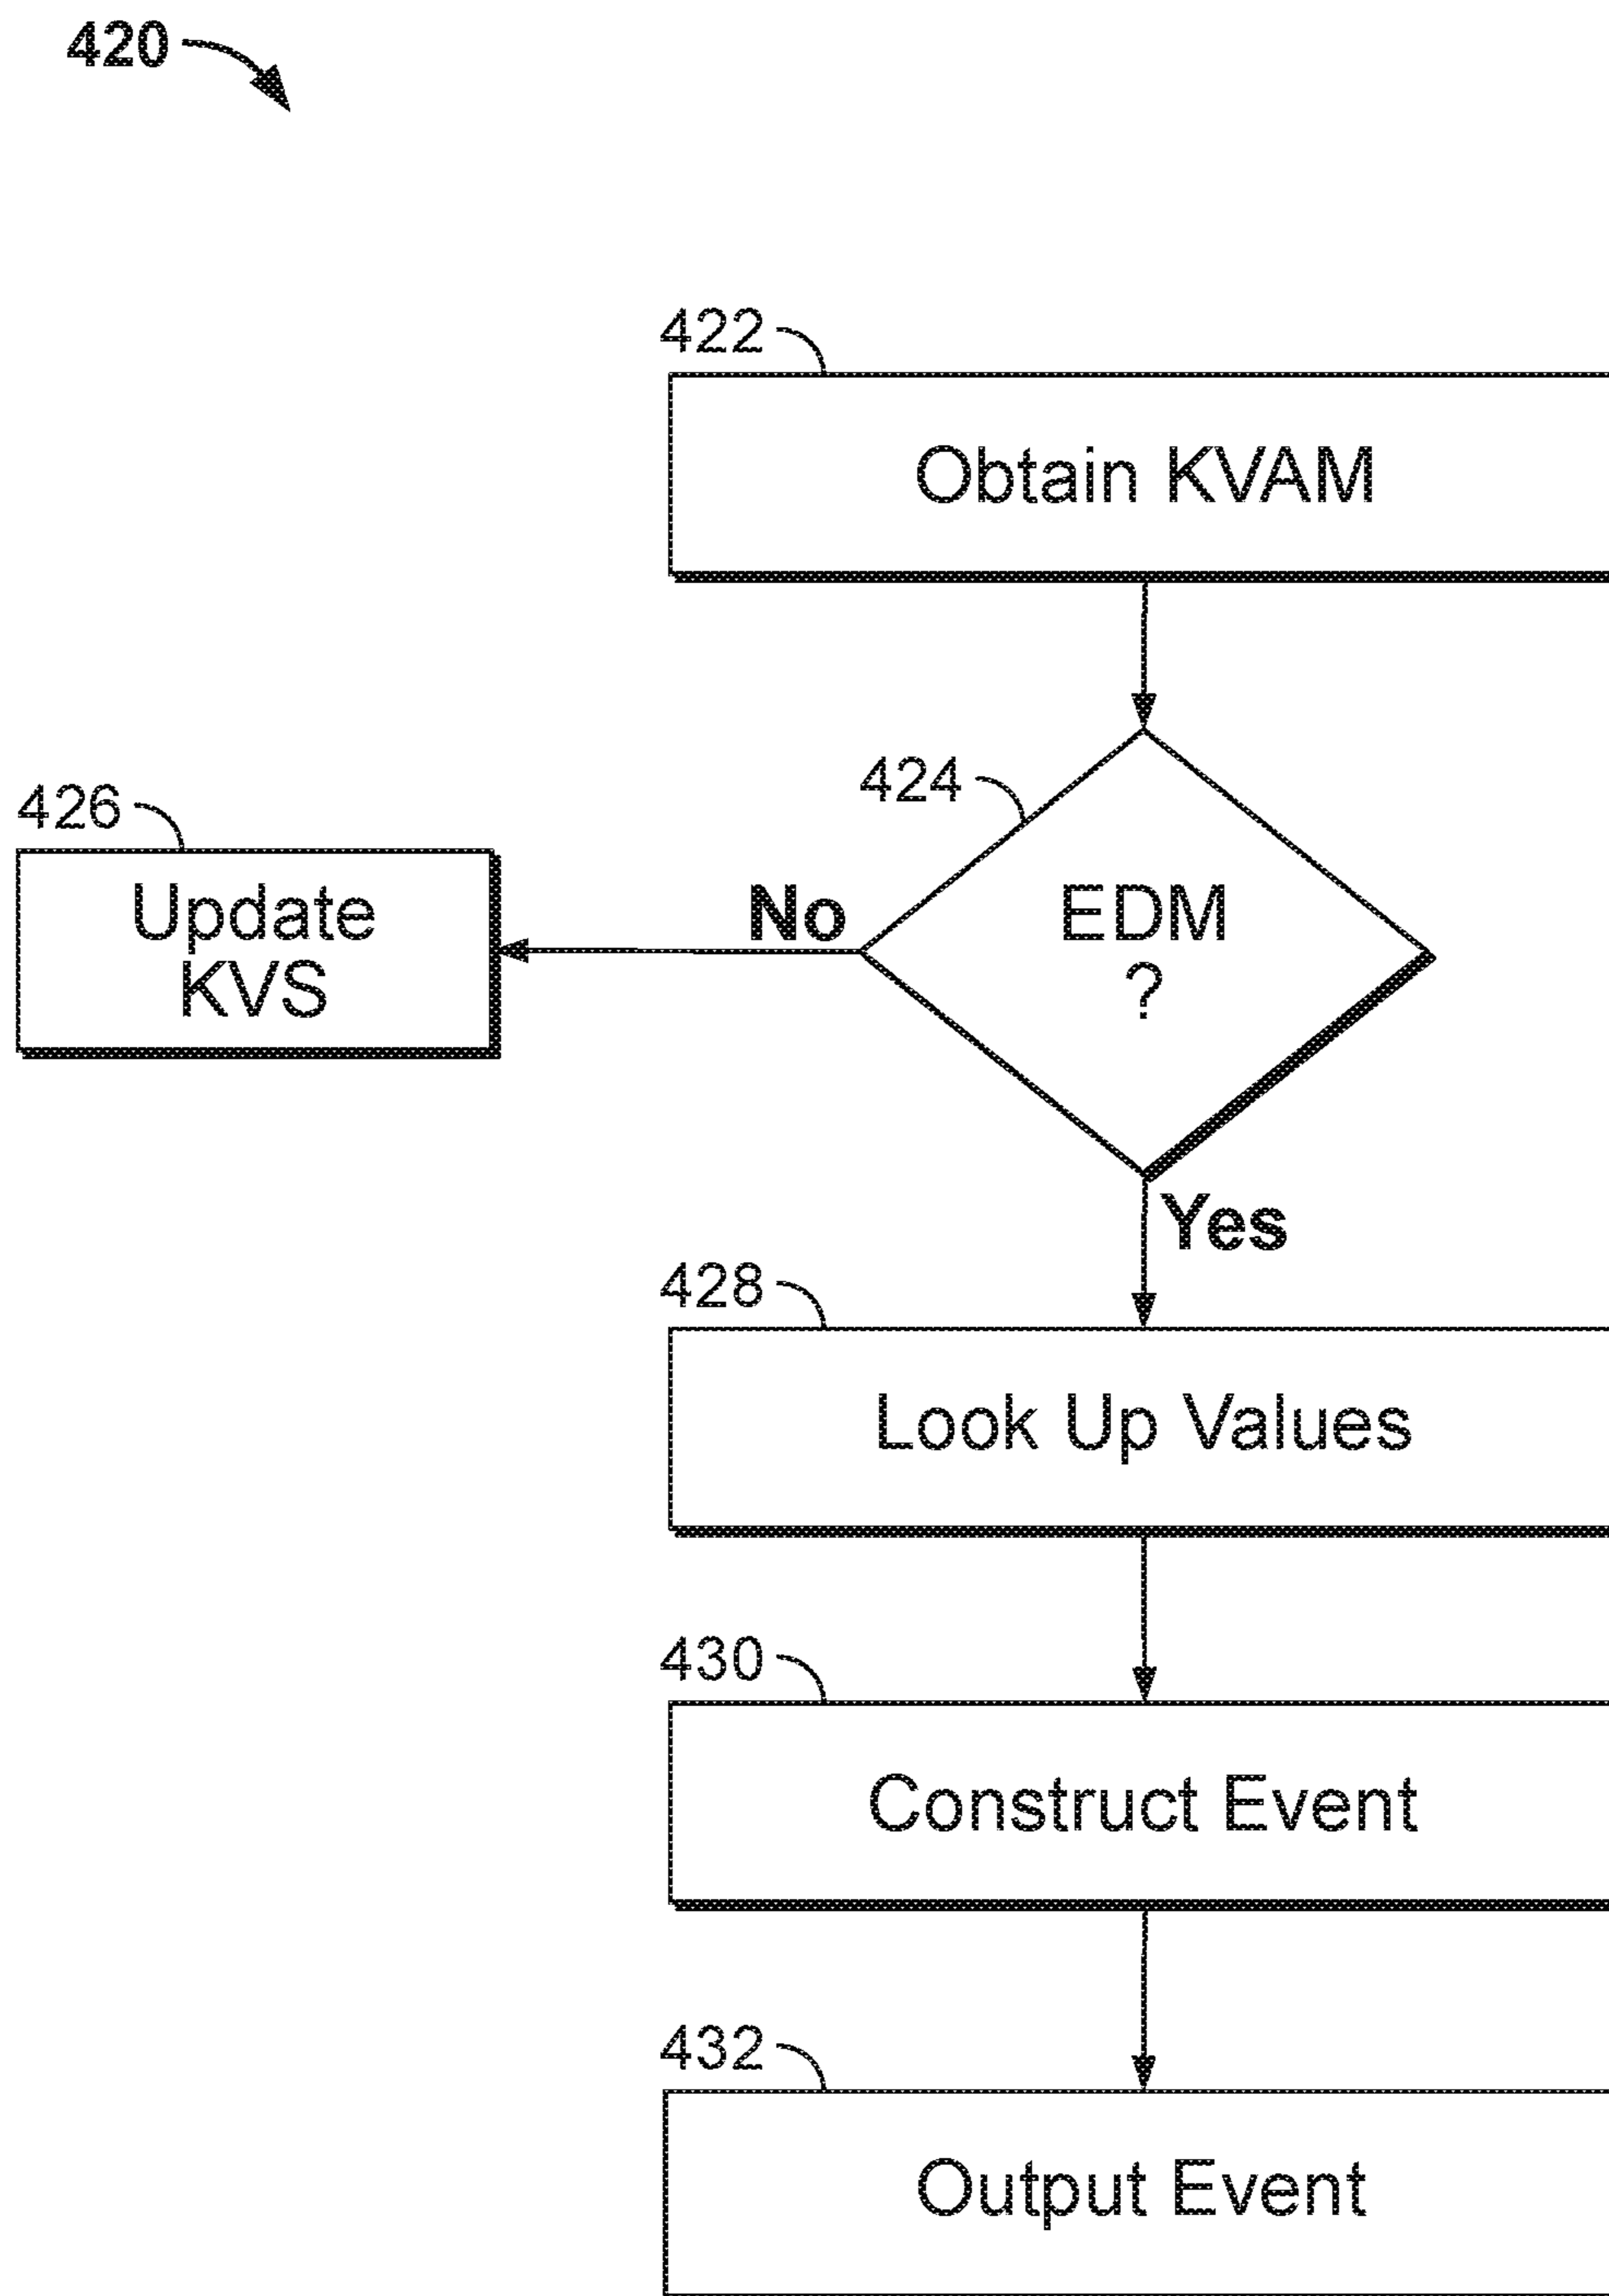 420
422
Obtain KVAM
424
EDM
?
No
426
Update
KVS
Yes
428
Look Up Values
430
Construct Event
432
Output Event